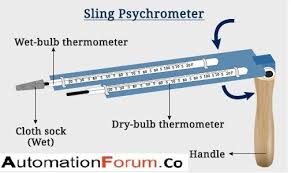 Sling Psychrometer
Wet-bulb thermometer
Cloth sock
(Wet)
Dry-bulb thermometer
Handle
AutomationForum.Co